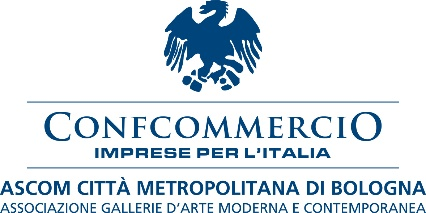 CONFCOMMERCIO
IMPRESE PER L'ITALIA
ASCOM CITTÀ METROPOLITANA DI BOLOGNA
ASSOCIAZIONE GALLERIE D'ARTE MODERNA E CONTEMPORANEA